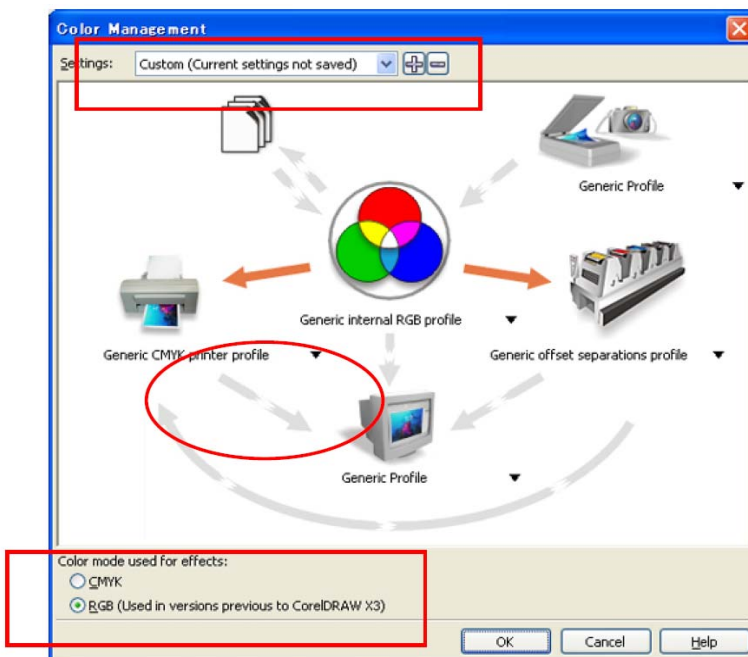 Color Management
Settings: Custom (Current settings not saved)
Generic Profile
Generic internal RGB profile
Generic CMYK printer profile
Generic offset separations profile
Generic Profile
Color mode used for effects:
CMYK
RGB (Used in versions previous to CorelDRAW X3)
OK Cancel Help